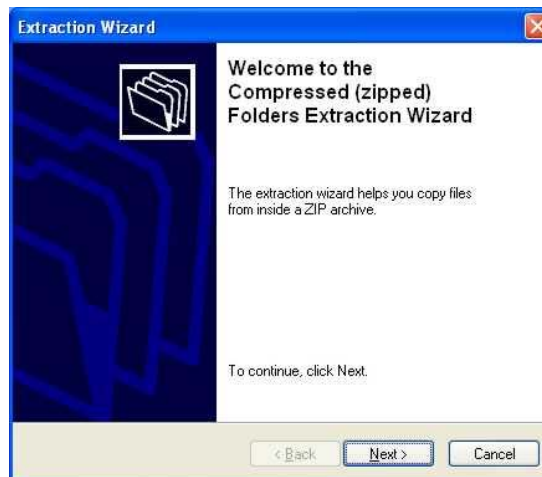 Extraction Wizard
Welcome to the
Compressed (zipped)
Folders Extraction Wizard
The extraction wizard helps you copy files
from inside a ZIP archive.
To continue, click Next.
< Back
Next >
Cancel